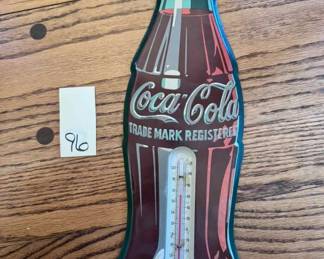 Coca-Cola
TRADE MARK REGISTERED
96